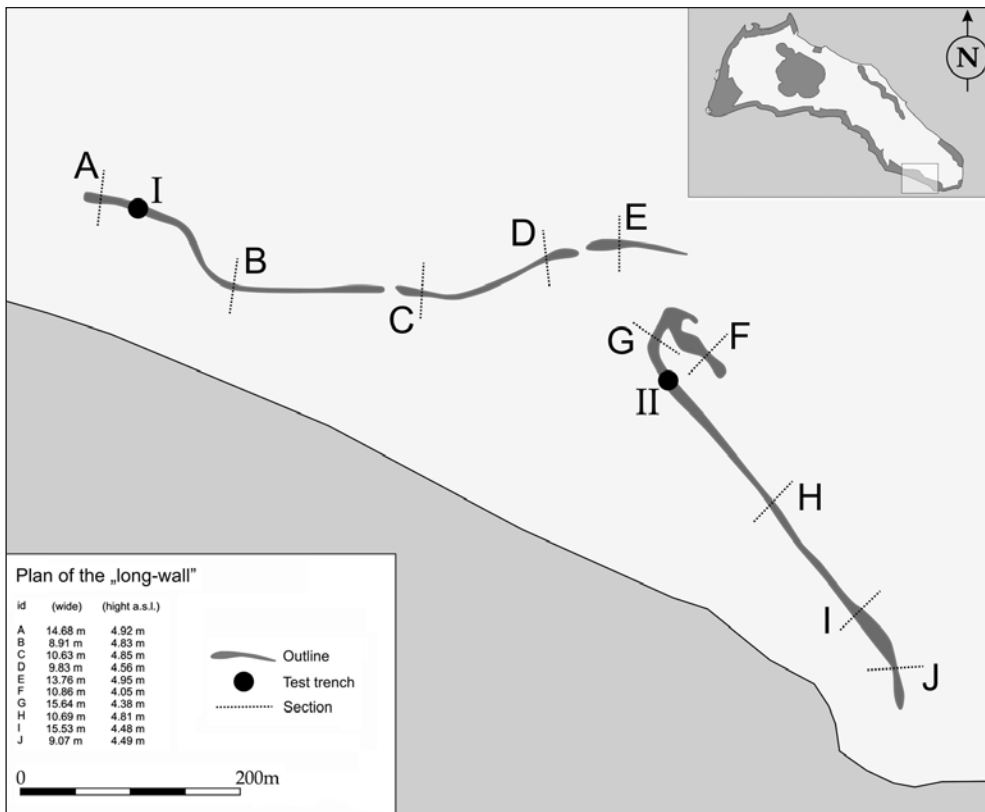 N
A
I
B
C
D
E
G
F
II
H
I
J
Plan of the „long-wall”
id (wide) (hight a.s.l.)
A 14.68 m 4.92 m
B 8.91 m 4.83 m
C 10.63 m 4.85 m
D 9.83 m 4.56 m
E 13.76 m 4.95 m
F 10.86 m 4.05 m
G 15.64 m 4.38 m
H 10.69 m 4.81 m
I 15.53 m 4.48 m
J 9.07 m 4.49 m
Outline
Test trench
Section
0 200m